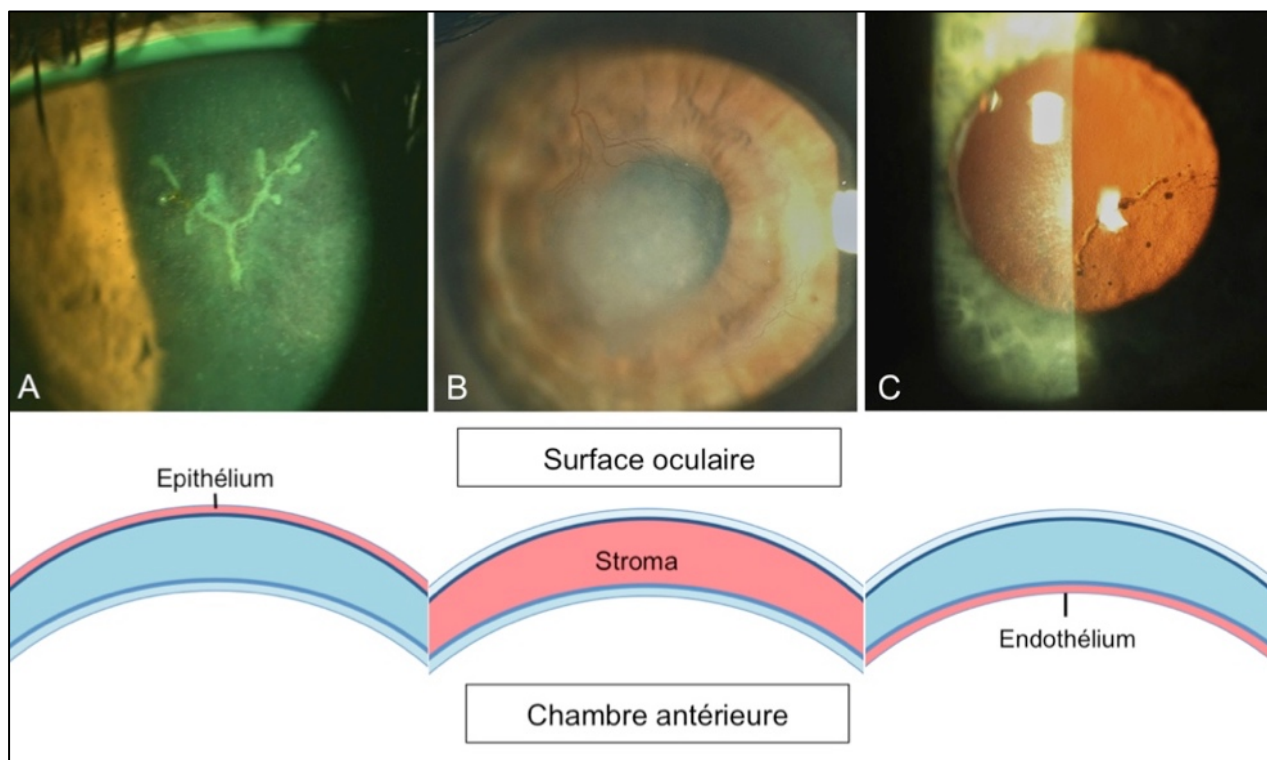 A
B
C
Surface oculaire
Epithélium
Stroma
Endothélium
Chambre antérieure